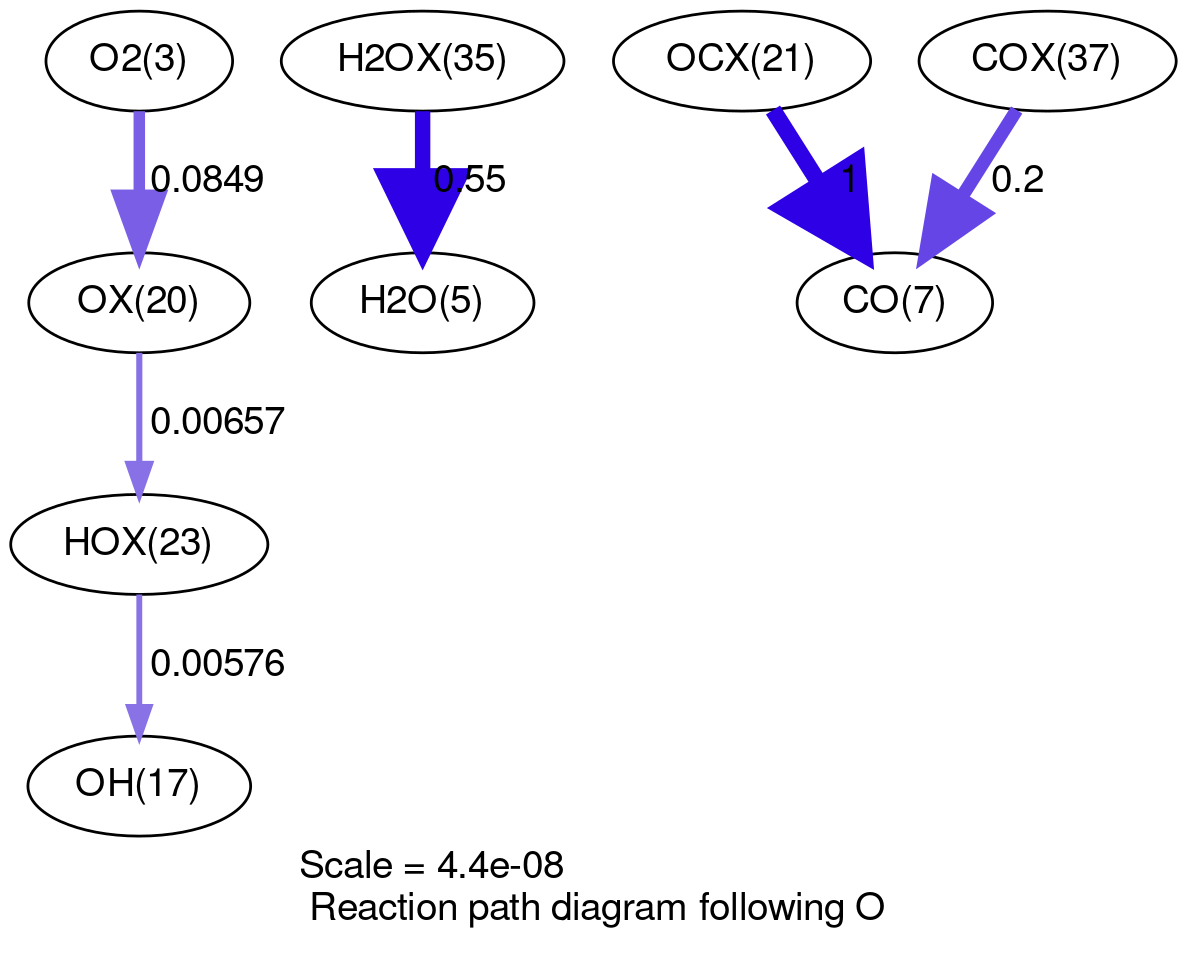 O2(3)
H2OX(35)
OCX(21)
COX(37)
0.0849
0.55
1
0.2
OX(20)
H2O(5)
CO(7)
0.00657
HOX(23)
0.00576
OH(17)
Scale = 4.4e-08
Reaction path diagram following O